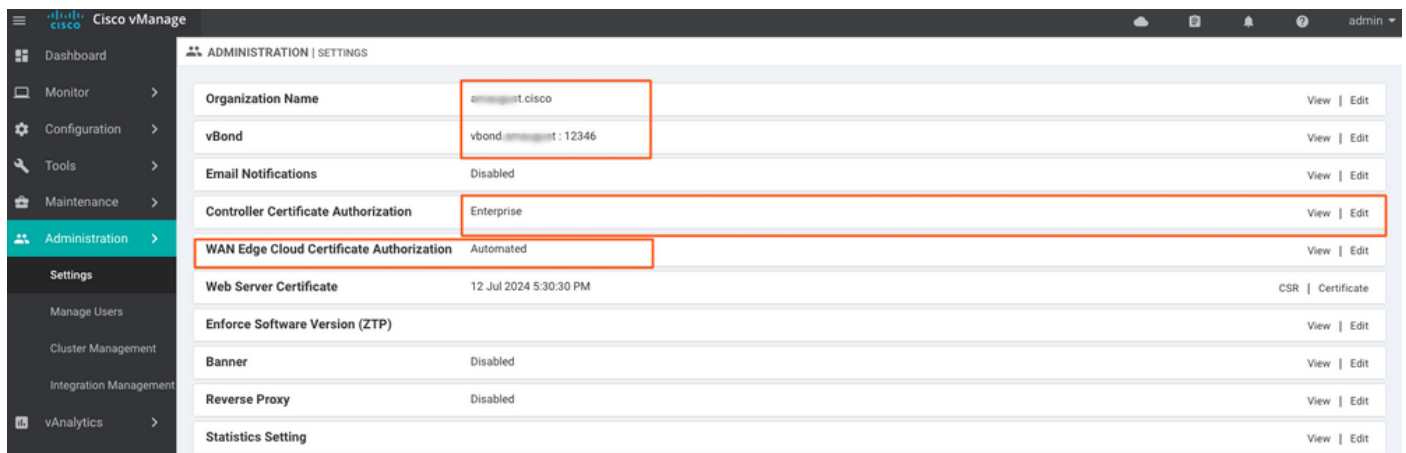 cisco Cisco vManage admin
Dashboard
Monitor
Configuration
Tools
Maintenance
Administration
Settings
Manage Users
Cluster Management
Integration Management
vAnalytics
ADMINISTRATION | SETTINGS
Organization Name t.cisco View | Edit
vBond vbond. t : 12346 View | Edit
Email Notifications Disabled View | Edit
Controller Certificate Authorization Enterprise View | Edit
WAN Edge Cloud Certificate Authorization Automated View | Edit
Web Server Certificate 12 Jul 2024 5:30:30 PM CSR | Certificate
Enforce Software Version (ZTP) View | Edit
Banner Disabled View | Edit
Reverse Proxy Disabled View | Edit
Statistics Setting View | Edit